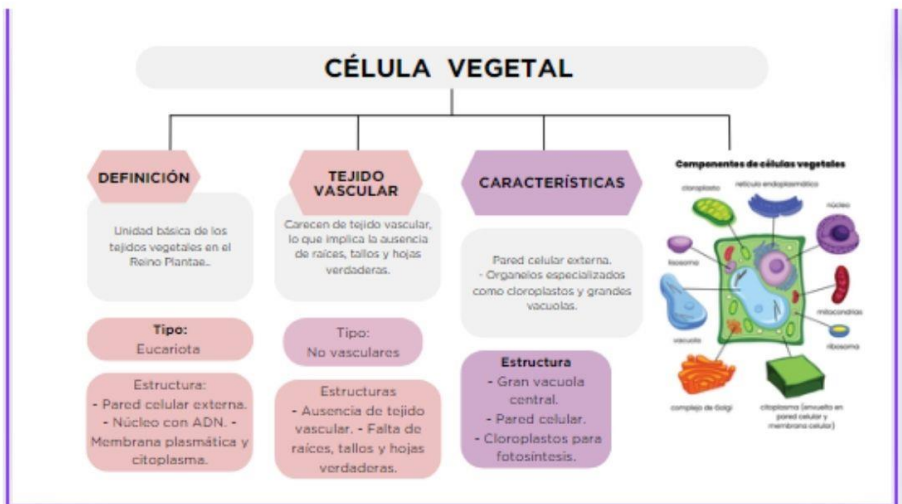 CÉLULA VEGETAL
DEFINICIÓN
Unidad básica de los
tejidos vegetales en el
Reino Plantae..
Tipo:
Eucariota
Estructura:
- Pared celular externa.
- Núcleo con ADN. -
Membrana plasmática y
citoplasma.
TEJIDO
VASCULAR
Carecen de tejido vascular,
lo que implica la ausencia
de raíces, tallos y hojas
verdaderas.
Tipo:
No vasculares
Estructuras
- Ausencia de tejido
vascular. - Falta de
raíces, tallos y hojas
verdaderas.
CARACTERÍSTICAS
Pared celular externa.
- Organelos especializados
como cloroplastos y grandes
vacuolas.
Estructura
- Gran vacuola
central.
- Pared celular.
- Cloroplastos para
fotosíntesis.
Componentes de células vegetales
cloroplasto
retículo endoplasmático
núcleo
lisosoma
mitocondrias
vacuola
ribosoma
complejo de Golgi
citoplasma (envuelto en
pared celular y
membrana celular)